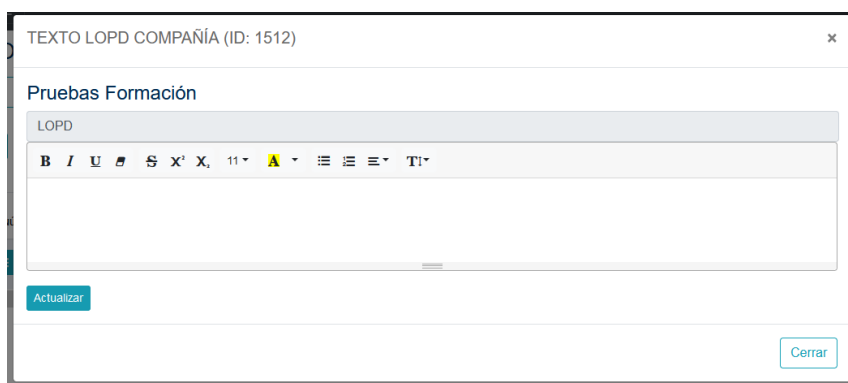 TEXTO LOPD COMPAÑÍA (ID: 1512) ×
Pruebas Formación
LOPD
B I U S X² X₂ 11 A T
Actualizar
Cerrar